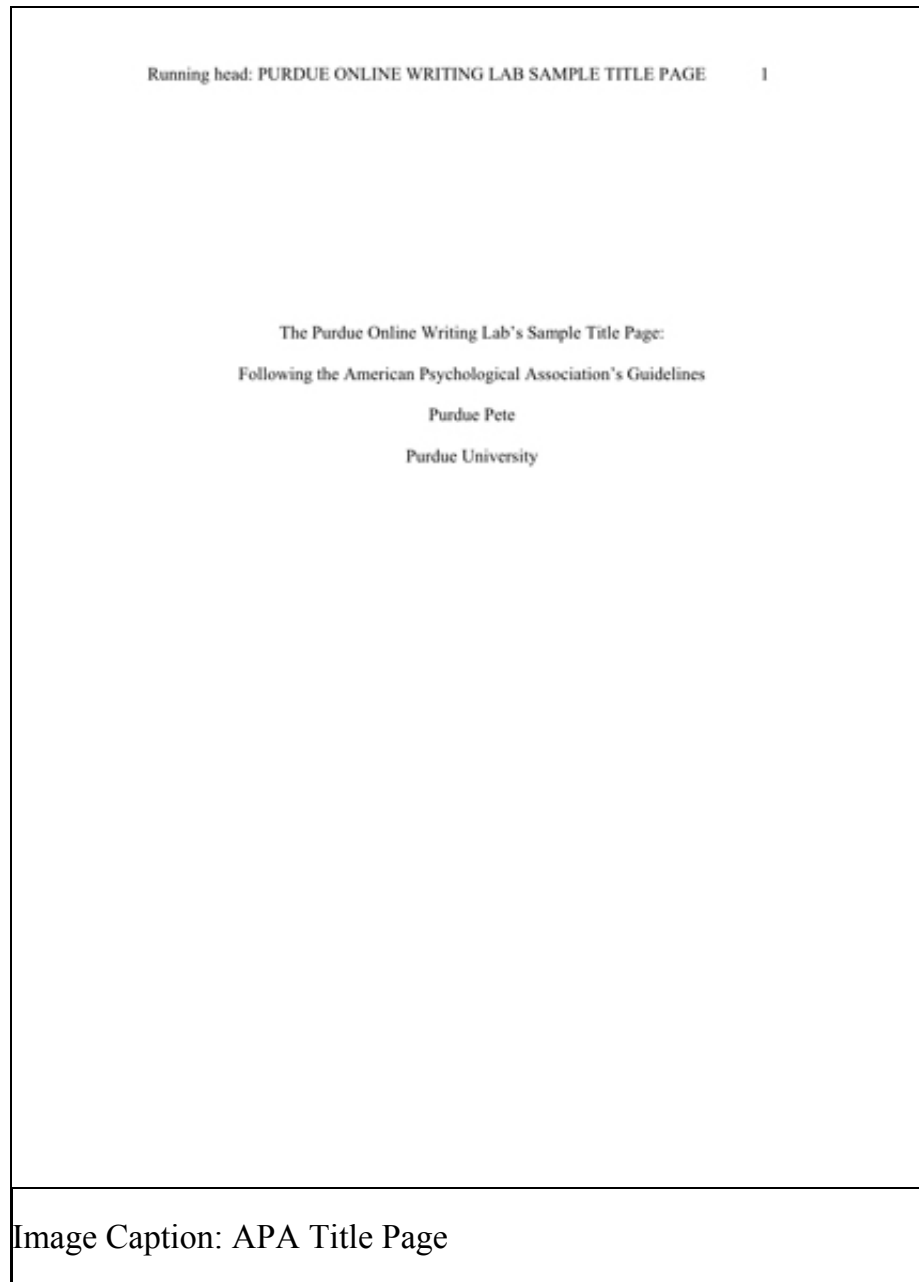 Running head: PURDUE ONLINE WRITING LAB SAMPLE TITLE PAGE 1
The Purdue Online Writing Lab’s Sample Title Page:
Following the American Psychological Association’s Guidelines
Purdue Pete
Purdue University
Image Caption: APA Title Page